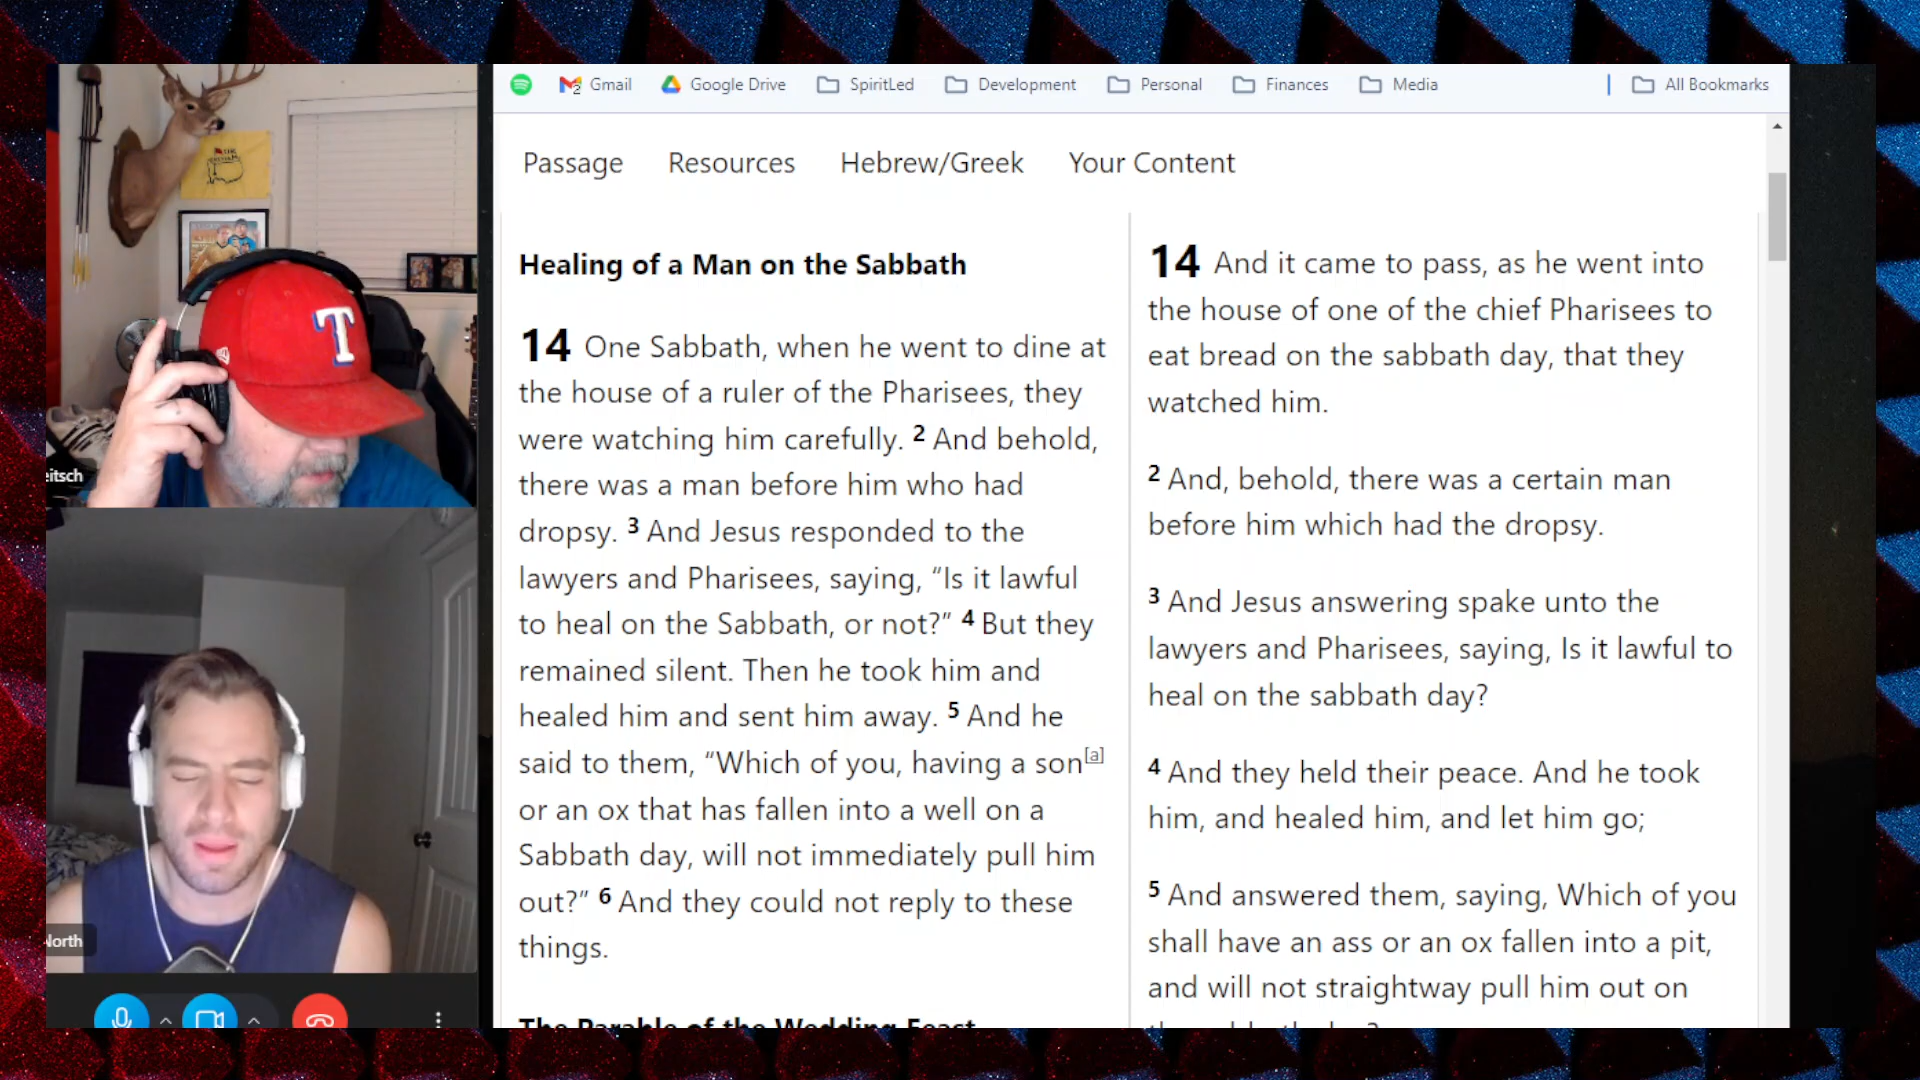 Gmail Google Drive SpiritLed Development Personal Finances Media All Bookmarks
Passage Resources Hebrew/Greek Your Content
Healing of a Man on the Sabbath
14 One Sabbath, when he went to dine at
the house of a ruler of the Pharisees, they
were watching him carefully. 2 And behold,
there was a man before him who had
dropsy. 3 And Jesus responded to the
lawyers and Pharisees, saying, “Is it lawful
to heal on the Sabbath, or not?” 4 But they
remained silent. Then he took him and
healed him and sent him away. 5 And he
said to them, “Which of you, having a son[a]
or an ox that has fallen into a well on a
Sabbath day, will not immediately pull him
out?” 6 And they could not reply to these
things.
The Parable of the Wedding Feast
14 And it came to pass, as he went into
the house of one of the chief Pharisees to
eat bread on the sabbath day, that they
watched him.
2 And, behold, there was a certain man
before him which had the dropsy.
3 And Jesus answering spake unto the
lawyers and Pharisees, saying, Is it lawful to
heal on the sabbath day?
4 And they held their peace. And he took
him, and healed him, and let him go;
5 And answered them, saying, Which of you
shall have an ass or an ox fallen into a pit,
and will not straightway pull him out on
T
eitsch
North